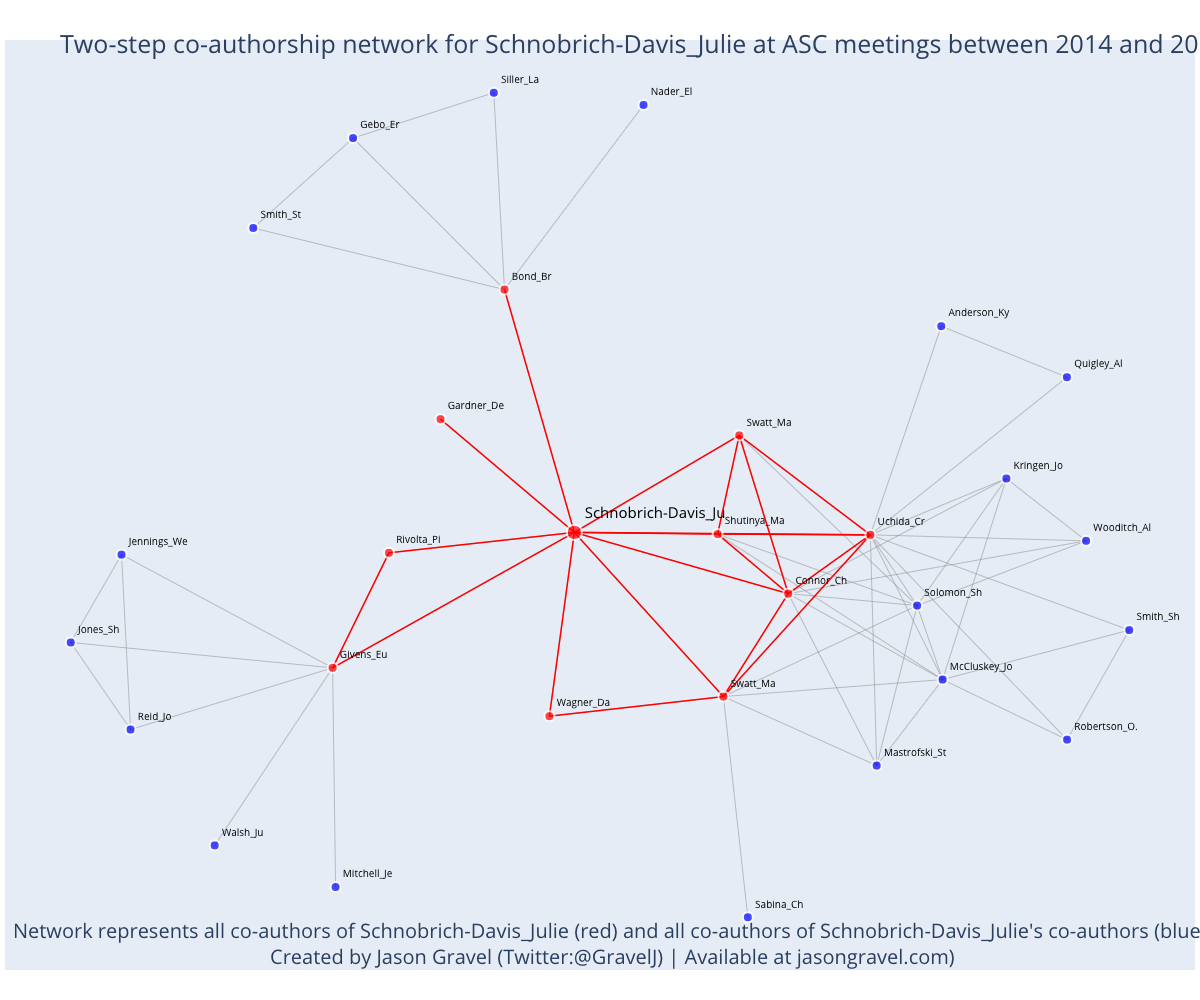 Two-step co-authorship network for Schnobrich-Davis_Julie at ASC meetings between 2014 and 20
Siller_La
Nader_El
Gebo_Er
Smith_St
Bond_Br
Anderson_Ky
Quigley_Al
Gardner_De
Swatt_Ma
Kringen_Jo
Schnobrich-Davis_Ju
Shutinya_Ma
Uchida_Cr
Wooditch_Al
Jennings_We
Rivolta_Pi
Connor_Ch
Solomon_Sh
Jones_Sh
Smith_Sh
Givens_Eu
McCluskey_Jo
Swatt_Ma
Wagner_Da
Reid_Jo
Robertson_O.
Mastrofski_St
Walsh_Ju
Mitchell_Je
Sabina_Ch
Network represents all co-authors of Schnobrich-Davis_Julie (red) and all co-authors of Schnobrich-Davis_Julie's co-authors (blue
Created by Jason Gravel (Twitter:@GravelJ) | Available at jasongravel.com)